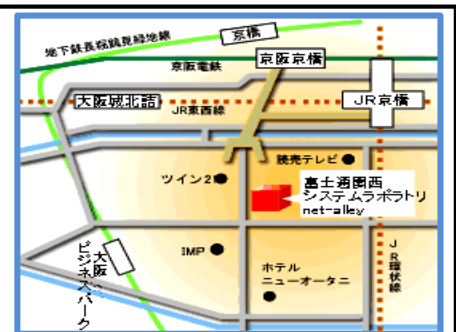 地下鉄長堀鶴見緑地線
京橋
京阪電鉄
京阪京橋
大阪城北詰
JR東西線
JR京橋
読売テレビ
ツイン21
富士通関西
システムラボラトリ
net-alley
IMP
ホテル
ニューオータニ
大阪
ビジネスパーク
JR環状線